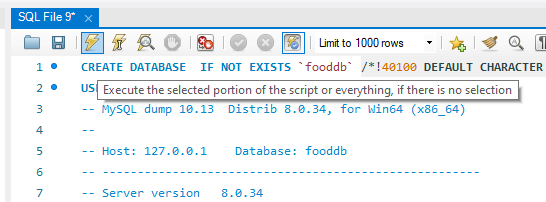 SQL File 9*
Limit to 1000 rows
1 CREATE DATABASE IF NOT EXISTS `fooddb` /*!40100 DEFAULT CHARACTER
2 US
Execute the selected portion of the script or everything, if there is no selection
3 -- MySQL dump 10.13 Distrib 8.0.34, for Win64 (x86_64)
4 --
5 -- Host: 127.0.0.1 Database: fooddb
6 -- ------------------------------------------------------
7 -- Server version 8.0.34